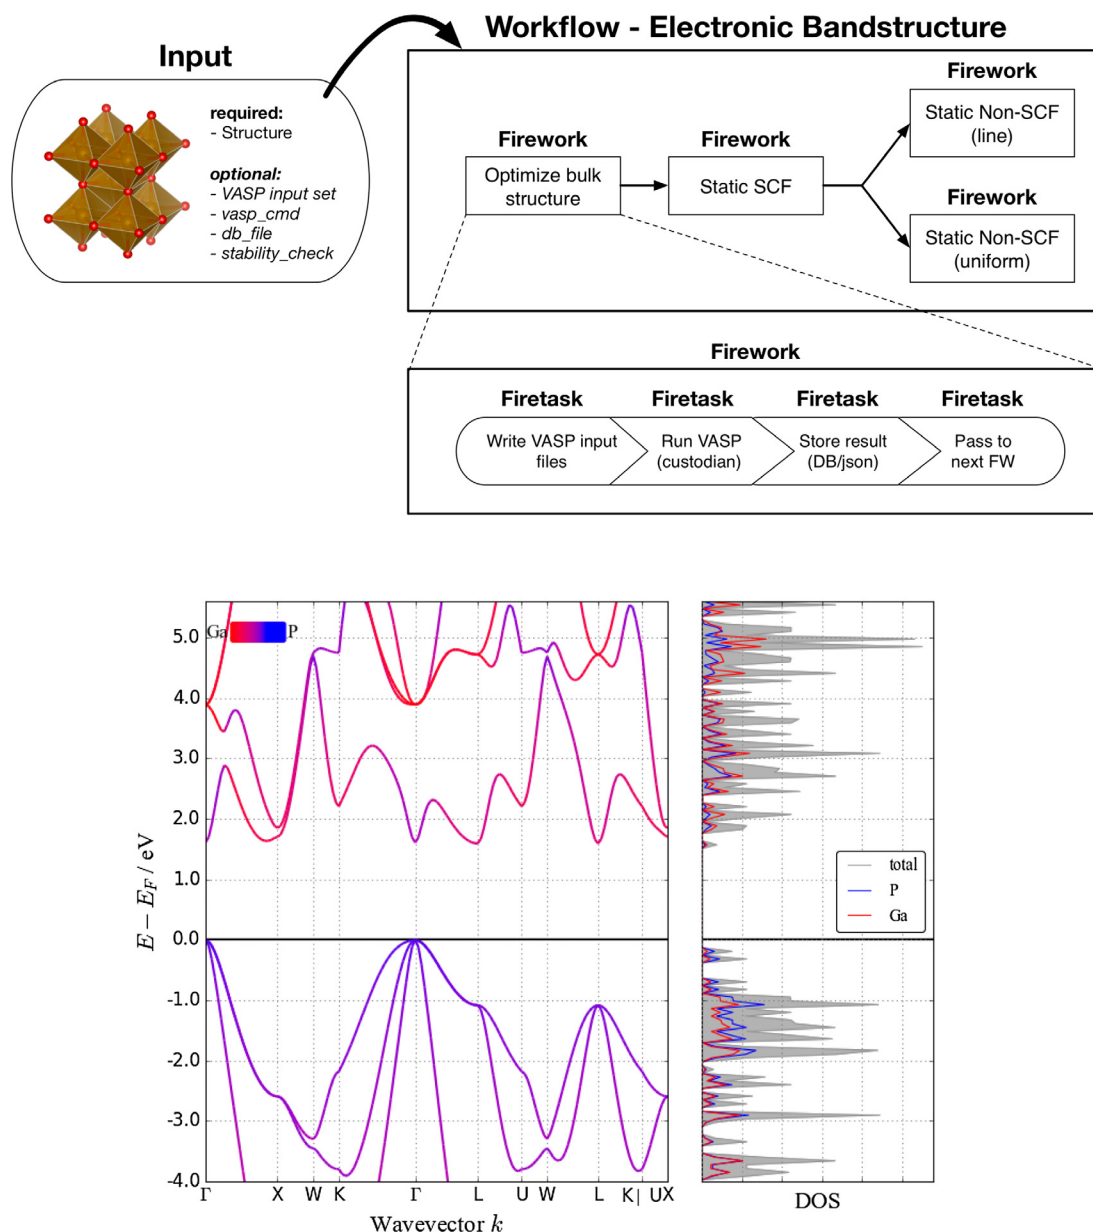 Workflow - Electronic Bandstructure
Input
required:
- Structure
optional:
- VASP input set
- vasp_cmd
- db_file
- stability_check
Firework
Optimize bulk
structure
Firework
Static SCF
Firework
Static Non-SCF
(line)
Firework
Static Non-SCF
(uniform)
Firework
Firetask
Firetask
Firetask
Firetask
Write VASP input
files
Run VASP
(custodian)
Store result
(DB/json)
Pass to
next FW
Ga
P
5.0
4.0
3.0
2.0
1.0
0.0
-1.0
-2.0
-3.0
-4.0
E − E_F / eV
Γ X W K Γ L U W L K| UX
Wavevector k
total
P
Ga
DOS